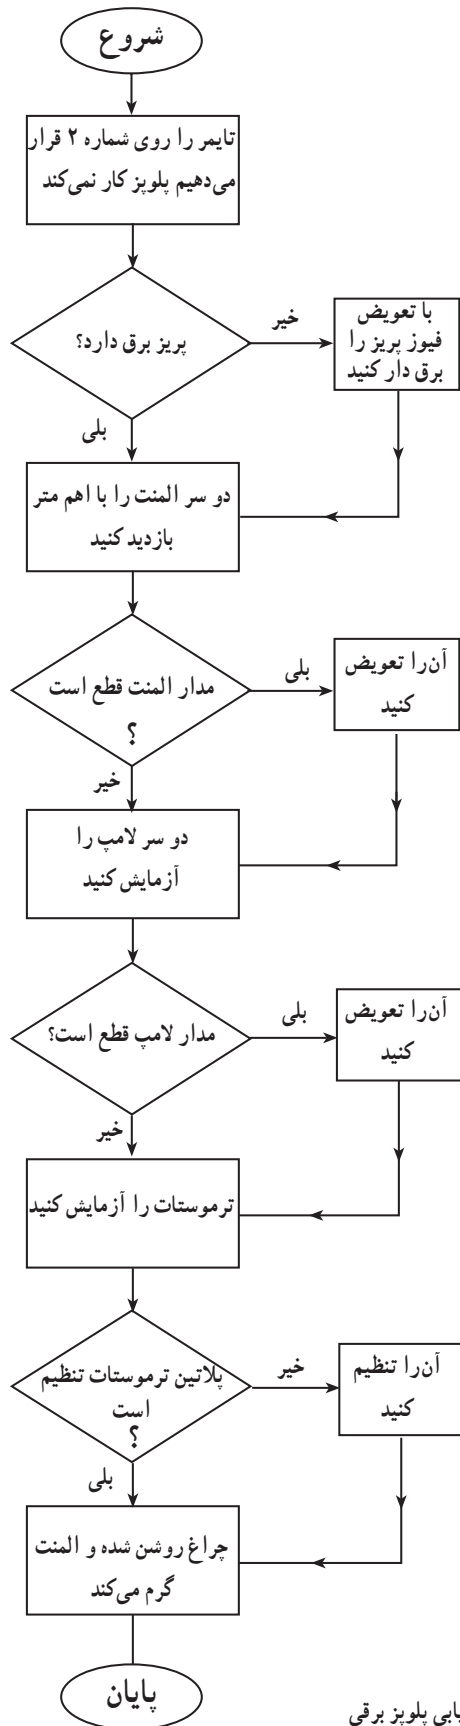 شروع
تایمر را روی شماره ۲ قرار
می‌دهیم پلوپز کار نمی‌کند
پریز برق دارد؟
خیر
با تعویض
فیوز پریز را
برق دار کنید
بلی
دو سر المنت را با اهم متر
بازدید کنید
مدار المنت قطع است
؟
بلی
آن‌را تعویض
کنید
خیر
دو سر لامپ را
آزمایش کنید
مدار لامپ قطع است؟
بلی
آن‌را تعویض
کنید
خیر
ترموستات را آزمایش کنید
پلاتین ترموستات تنظیم
است
؟
خیر
آن‌را تنظیم
کنید
بلی
چراغ روشن شده و المنت
گرم می‌کند
پایان
یابی پلوپز برقی